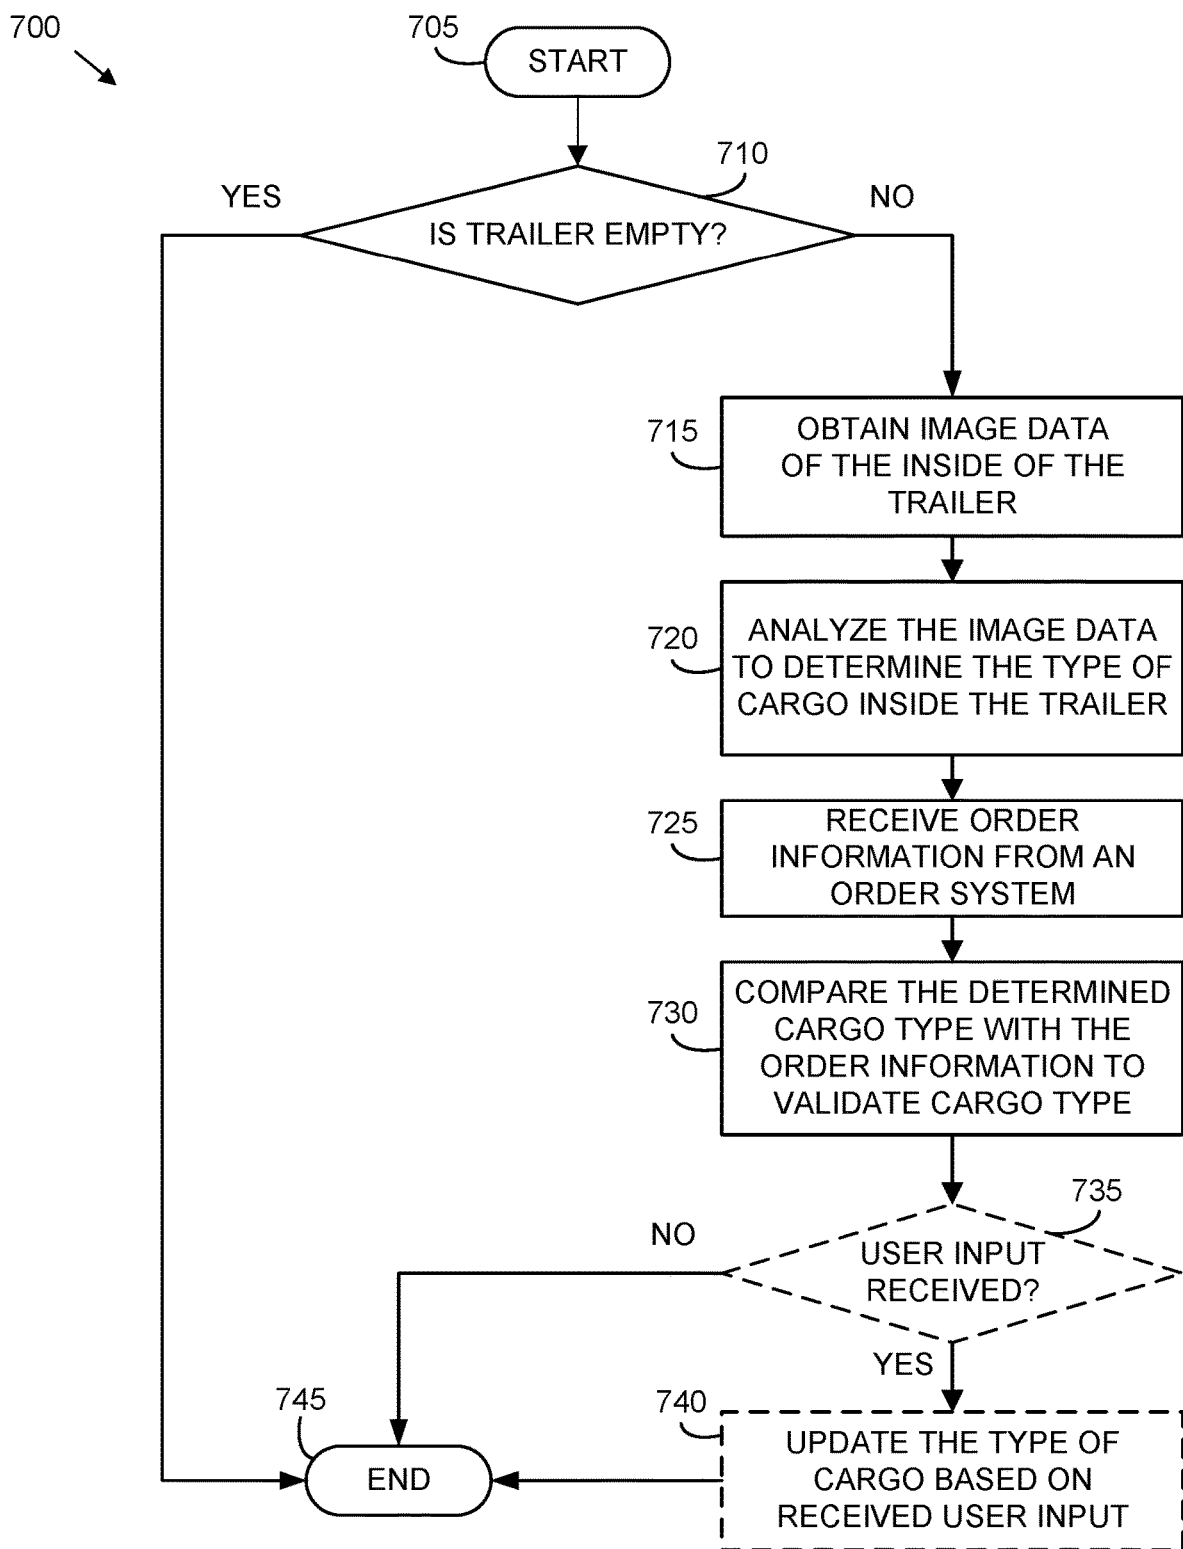 700
705
START
710
YES
NO
IS TRAILER EMPTY?
715
OBTAIN IMAGE DATA
OF THE INSIDE OF THE
TRAILER
720
ANALYZE THE IMAGE DATA
TO DETERMINE THE TYPE OF
CARGO INSIDE THE TRAILER
725
RECEIVE ORDER
INFORMATION FROM AN
ORDER SYSTEM
730
COMPARE THE DETERMINED
CARGO TYPE WITH THE
ORDER INFORMATION TO
VALIDATE CARGO TYPE
735
NO
USER INPUT
RECEIVED?
YES
745
END
740
UPDATE THE TYPE OF
CARGO BASED ON
RECEIVED USER INPUT